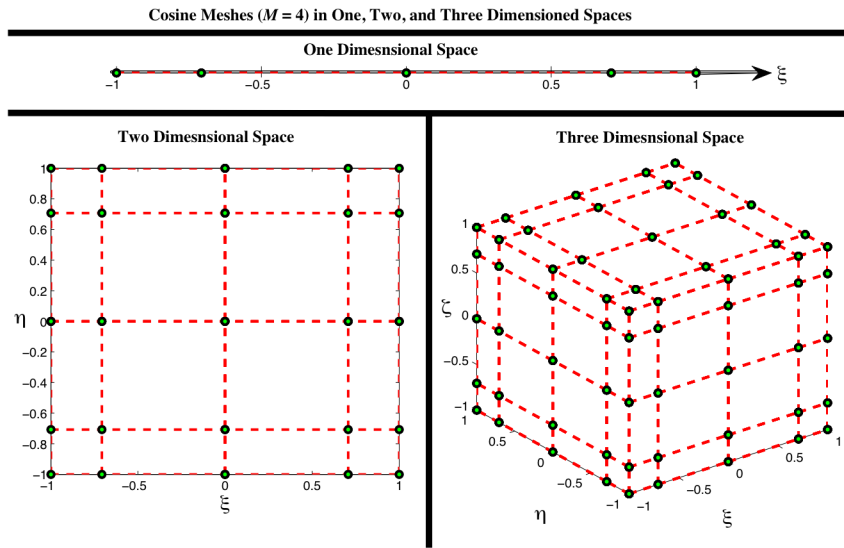 Cosine Meshes (M = 4) in One, Two, and Three Dimensioned Spaces
One Dimesnsional Space
−1 −0.5 0 0.5 1 ξ
Two Dimesnsional Space
1
0.8
0.6
0.4
0.2
η 0
−0.2
−0.4
−0.6
−0.8
−1
−1 −0.5 0 0.5 1
ξ
Three Dimesnsional Space
1
0.5
ζ 0
−0.5
−1
1 0.5 0 −0.5 −1
η
−1 −0.5 0 0.5 1
ξ